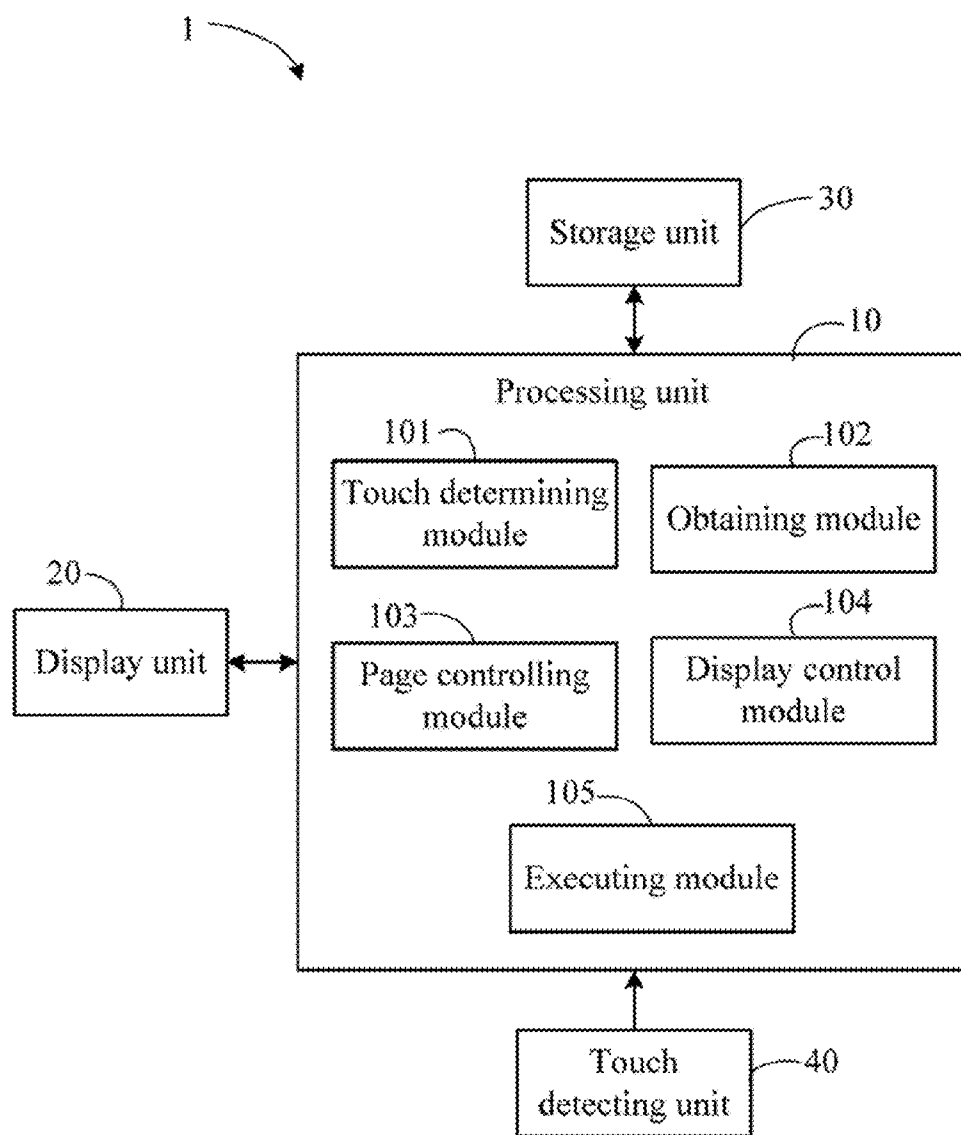 1
30
Storage unit
10
Processing unit
101
102
Touch determining
module
Obtaining module
20
Display unit
103
104
Page controlling
module
Display control
module
105
Executing module
Touch
detecting unit
40